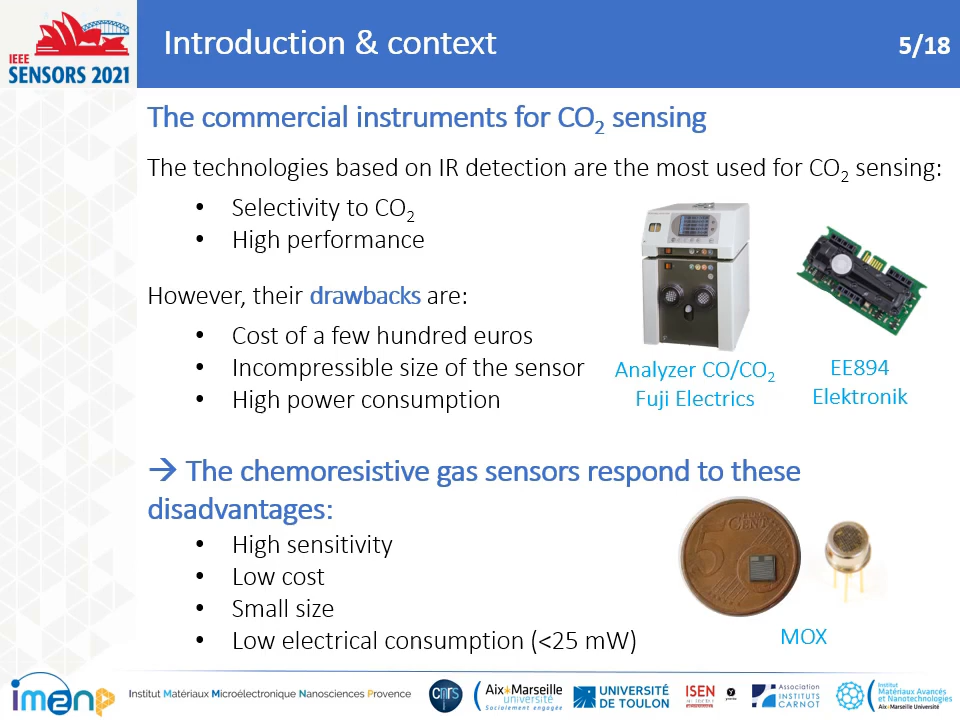 IEEE
SENSORS 2021
Introduction & context
5/18
The commercial instruments for CO₂ sensing
The technologies based on IR detection are the most used for CO₂ sensing:
• Selectivity to CO₂
• High performance
However, their drawbacks are:
• Cost of a few hundred euros
• Incompressible size of the sensor
• High power consumption
Analyzer CO/CO₂
Fuji Electrics
EE894
Elektronik
→ The chemoresistive gas sensors respond to these
disadvantages:
• High sensitivity
• Low cost
• Small size
• Low electrical consumption (<25 mW)
5
CENT
MOX
im2np
Institut Matériaux Microélectronique Nanosciences Provence
cnrs
Aix*Marseille
université
Socialement engagée
UNIVERSITÉ
DE TOULON
ISEN
Association
INSTITUTS
CARNOT
Institut
Matériaux Avancés
et Nanotechnologies
Aix*Marseille Université